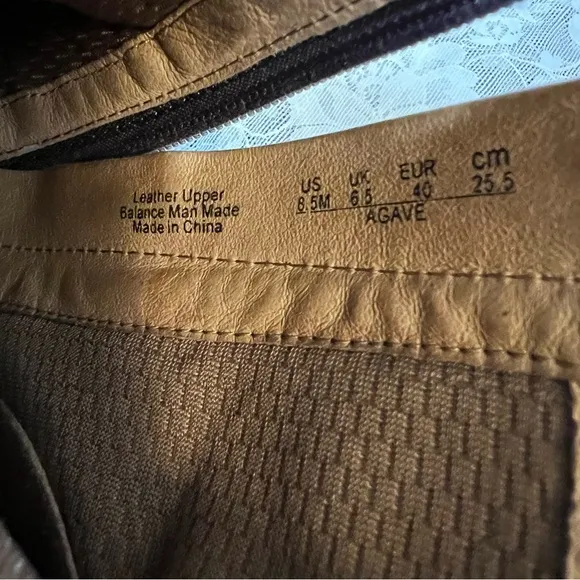 Leather Upper
Balance Man Made
Made in China
US UK EUR cm
8.5M 6.5 40 25.5
AGAVE